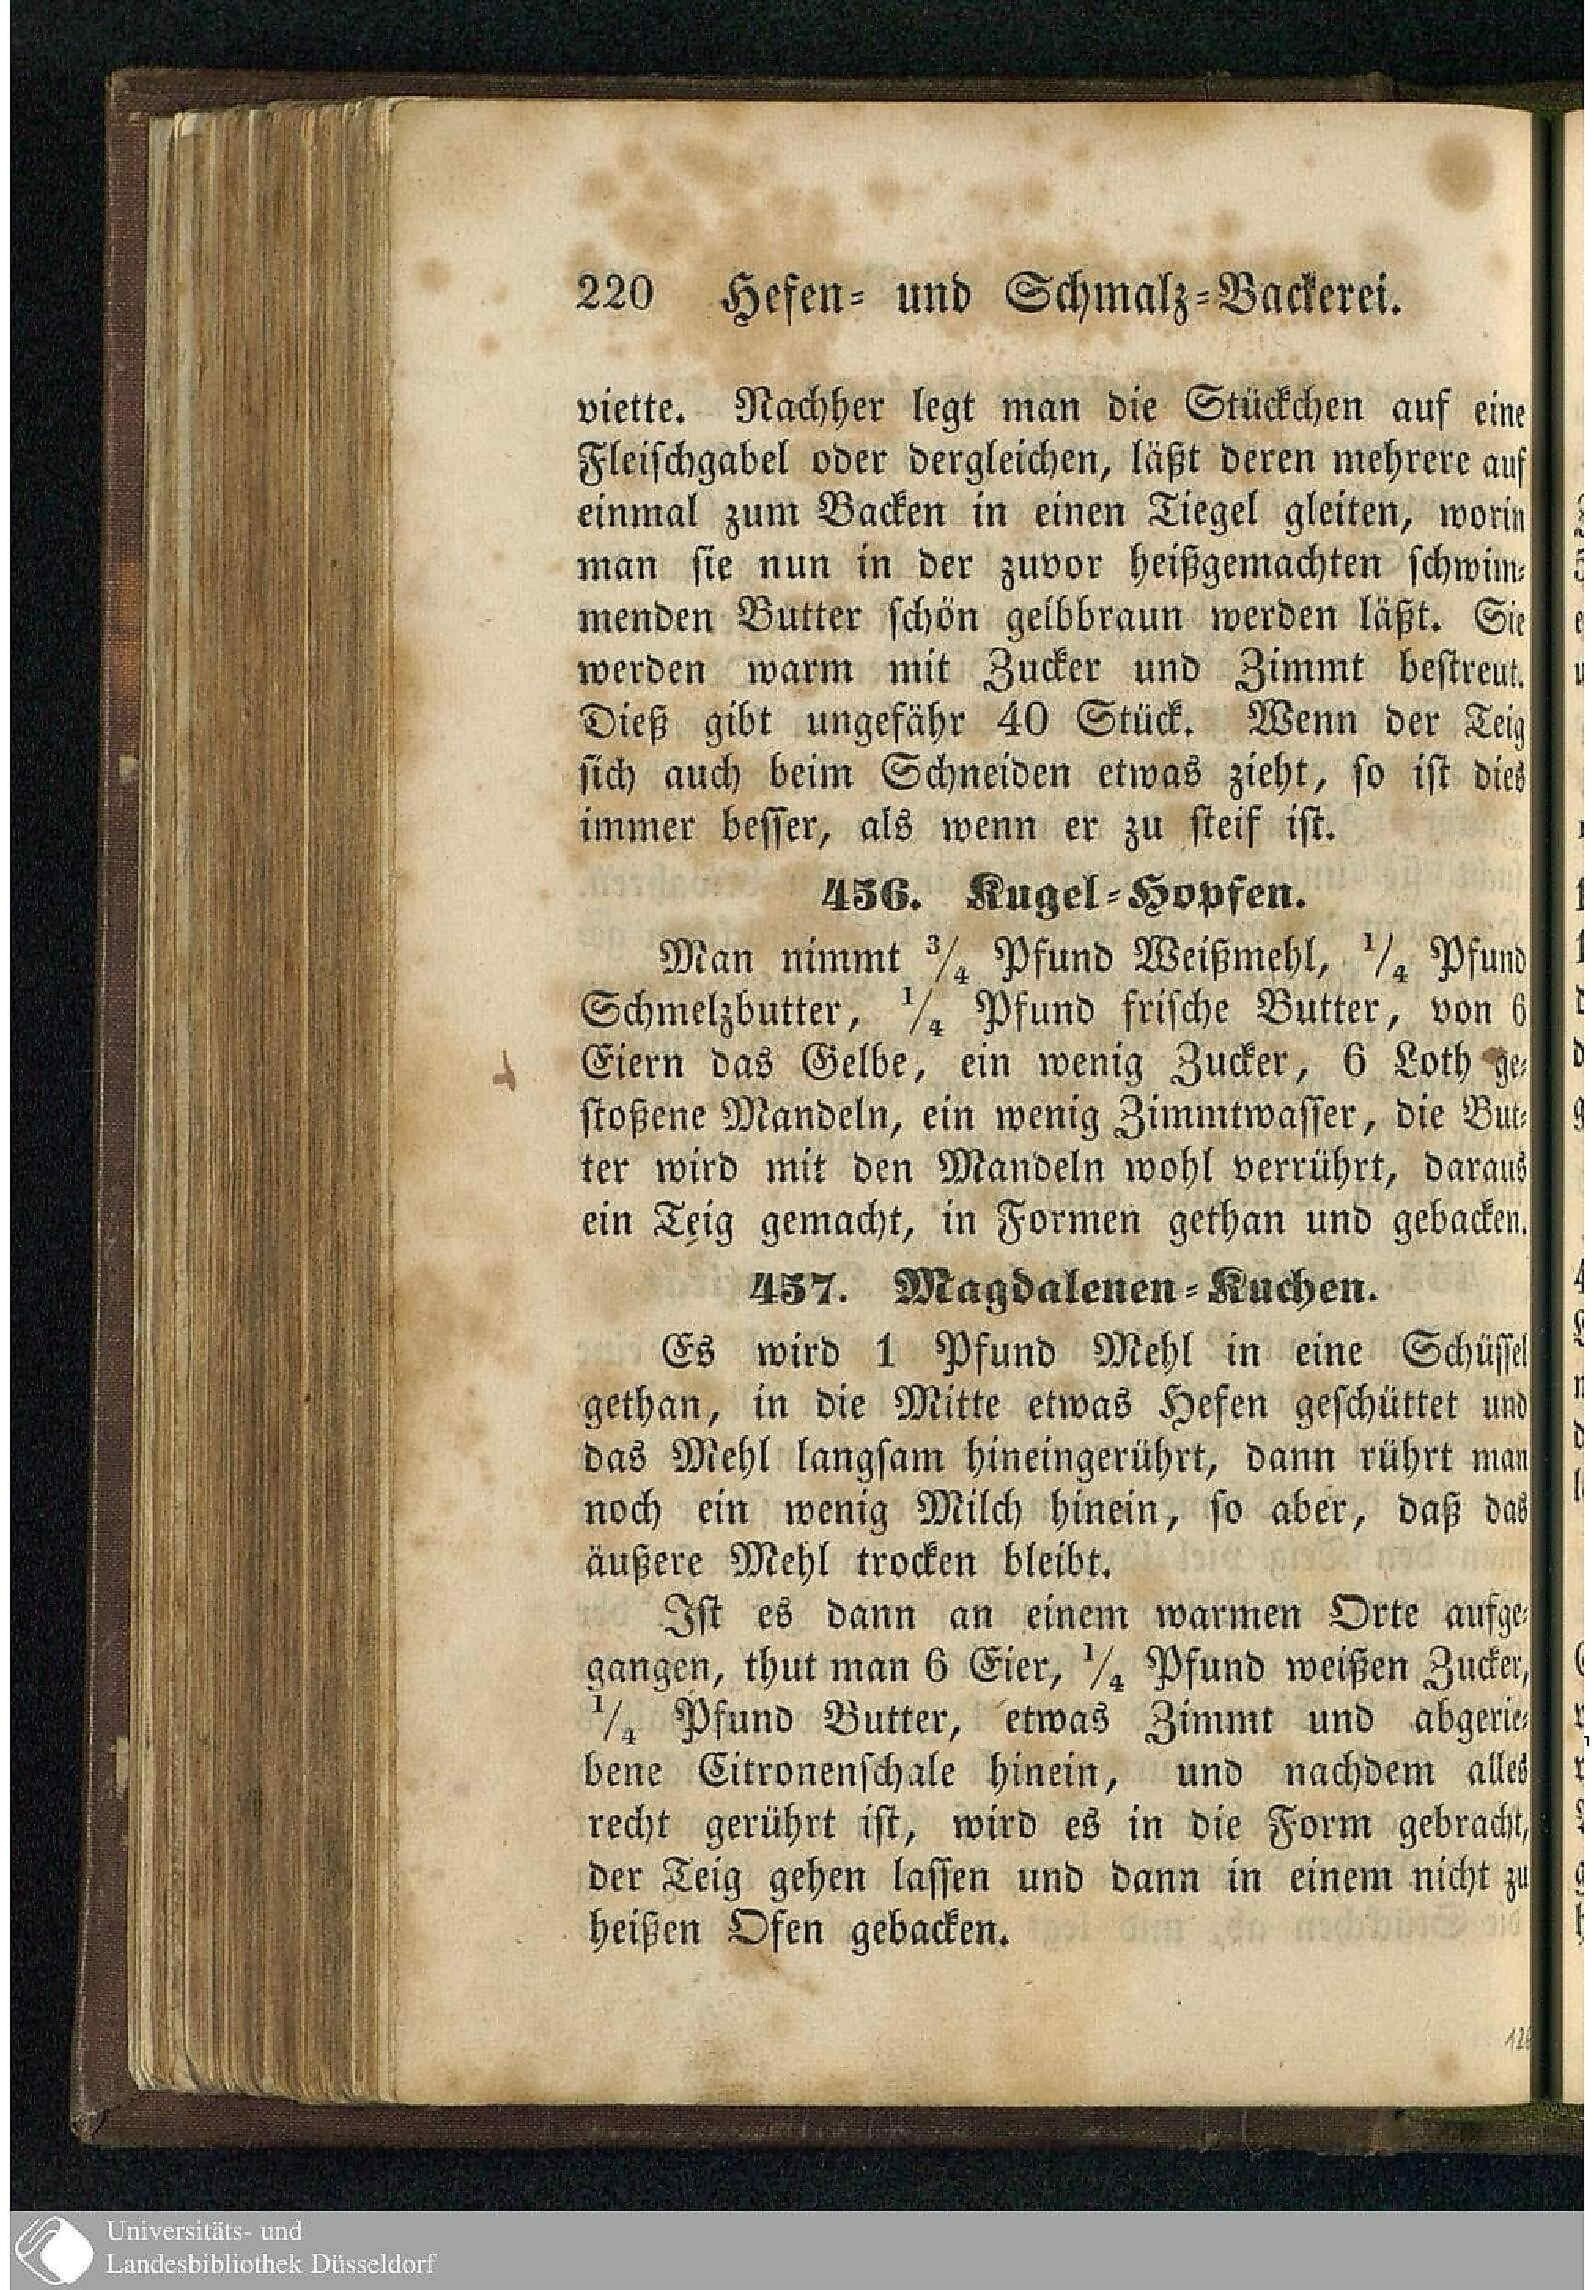 220 Hefen- und Schmalz-Backerei.
viette. Nachher legt man die Stückchen auf eine
Fleischgabel oder dergleichen, läßt deren mehrere auf
einmal zum Backen in einen Tiegel gleiten, worin
man sie nun in der zuvor heißgemachten schwim-
menden Butter schön gelbbraun werden läßt. Sie
werden warm mit Zucker und Zimmt bestreut.
Dieß gibt ungefähr 40 Stück. Wenn der Teig
sich auch beim Schneiden etwas zieht, so ist dies
immer besser, als wenn er zu steif ist.
456. Kugel-Hopfen.
Man nimmt 3/4 Pfund Weißmehl, 1/4 Pfund
Schmelzbutter, 1/4 Pfund frische Butter, von 6
Eiern das Gelbe, ein wenig Zucker, 6 Loth ge-
stoßene Mandeln, ein wenig Zimmtwasser, die But-
ter wird mit den Mandeln wohl verrührt, daraus
ein Teig gemacht, in Formen gethan und gebacken.
457. Magdalenen-Kuchen.
Es wird 1 Pfund Mehl in eine Schüssel
gethan, in die Mitte etwas Hefen geschüttet und
das Mehl langsam hineingerührt, dann rührt man
noch ein wenig Milch hinein, so aber, daß das
äußere Mehl trocken bleibt.
Ist es dann an einem warmen Orte aufge-
gangen, thut man 6 Eier, 1/4 Pfund weißen Zucker,
1/4 Pfund Butter, etwas Zimmt und abgerie-
bene Citronenschale hinein, und nachdem alles
recht gerührt ist, wird es in die Form gebracht,
der Teig gehen lassen und dann in einem nicht zu
heißen Ofen gebacken.
Universitäts- und
Landesbibliothek Düsseldorf